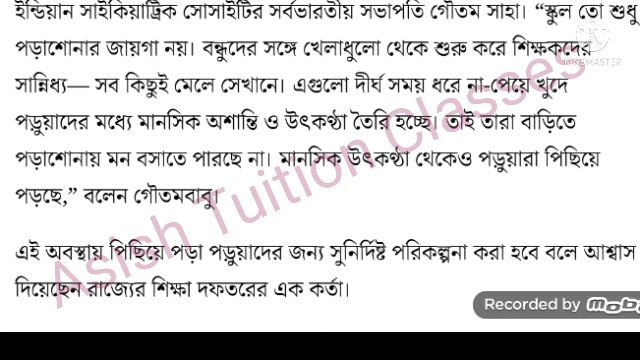 ইন্ডিয়ান সাইকিয়াট্রিক সোসাইটির সর্বভারতীয় সভাপতি গৌতম সাহা। “স্কুল তো শুধু
পড়াশোনার জায়গা নয়। বন্ধুদের সঙ্গে খেলাধুলো থেকে শুরু করে শিক্ষকদের
সান্নিধ্য— সব কিছুই মেলে সেখানে। এগুলো দীর্ঘ সময় ধরে না-পেয়ে খুদে
পড়ুয়াদের মধ্যে মানসিক অশান্তি ও উৎকণ্ঠা তৈরি হচ্ছে। তাই তারা বাড়িতে
পড়াশোনায় মন বসাতে পারছে না। মানসিক উৎকণ্ঠা থেকেও পড়ুয়ারা পিছিয়ে
পড়ছে,” বলেন গৌতমবাবু।
এই অবস্থায় পিছিয়ে পড়া পড়ুয়াদের জন্য সুনির্দিষ্ট পরিকল্পনা করা হবে বলে আশ্বাস
দিয়েছেন রাজ্যের শিক্ষা দফতরের এক কর্তা।
Asish Tuition Classes
KINEMASTER
Recorded by mob